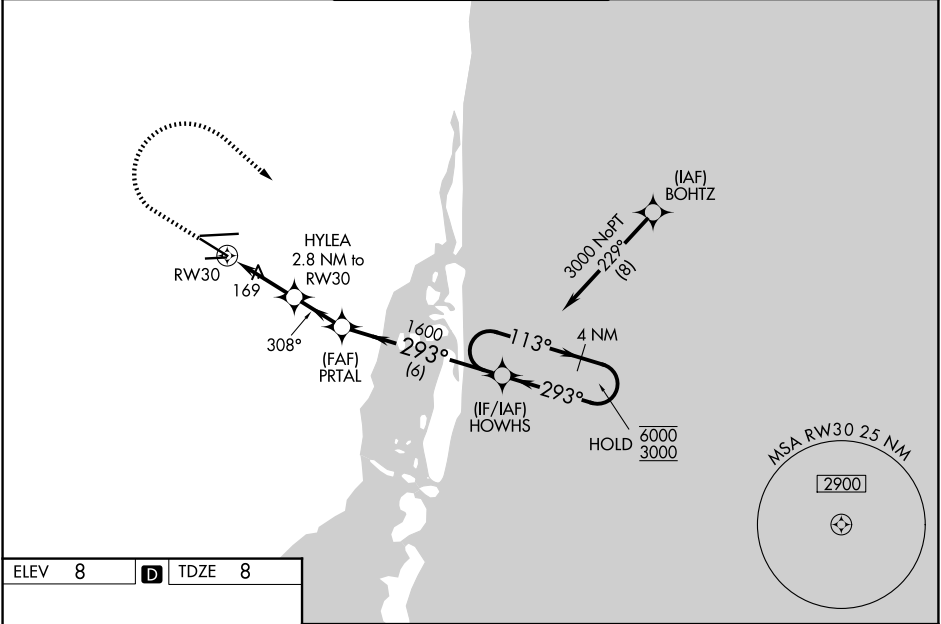 (IAF)
BOHTZ
3000 NoPT
229°
(8)
HYLEA
2.8 NM to
RW30
RW30
169
308°
(FAF)
PRTAL
1600
293°
(6)
113°
4 NM
293°
(IF/IAF)
HOWHS
HOLD 6000
3000
MSA RW30 25 NM
2900
ELEV 8 D TDZE 8